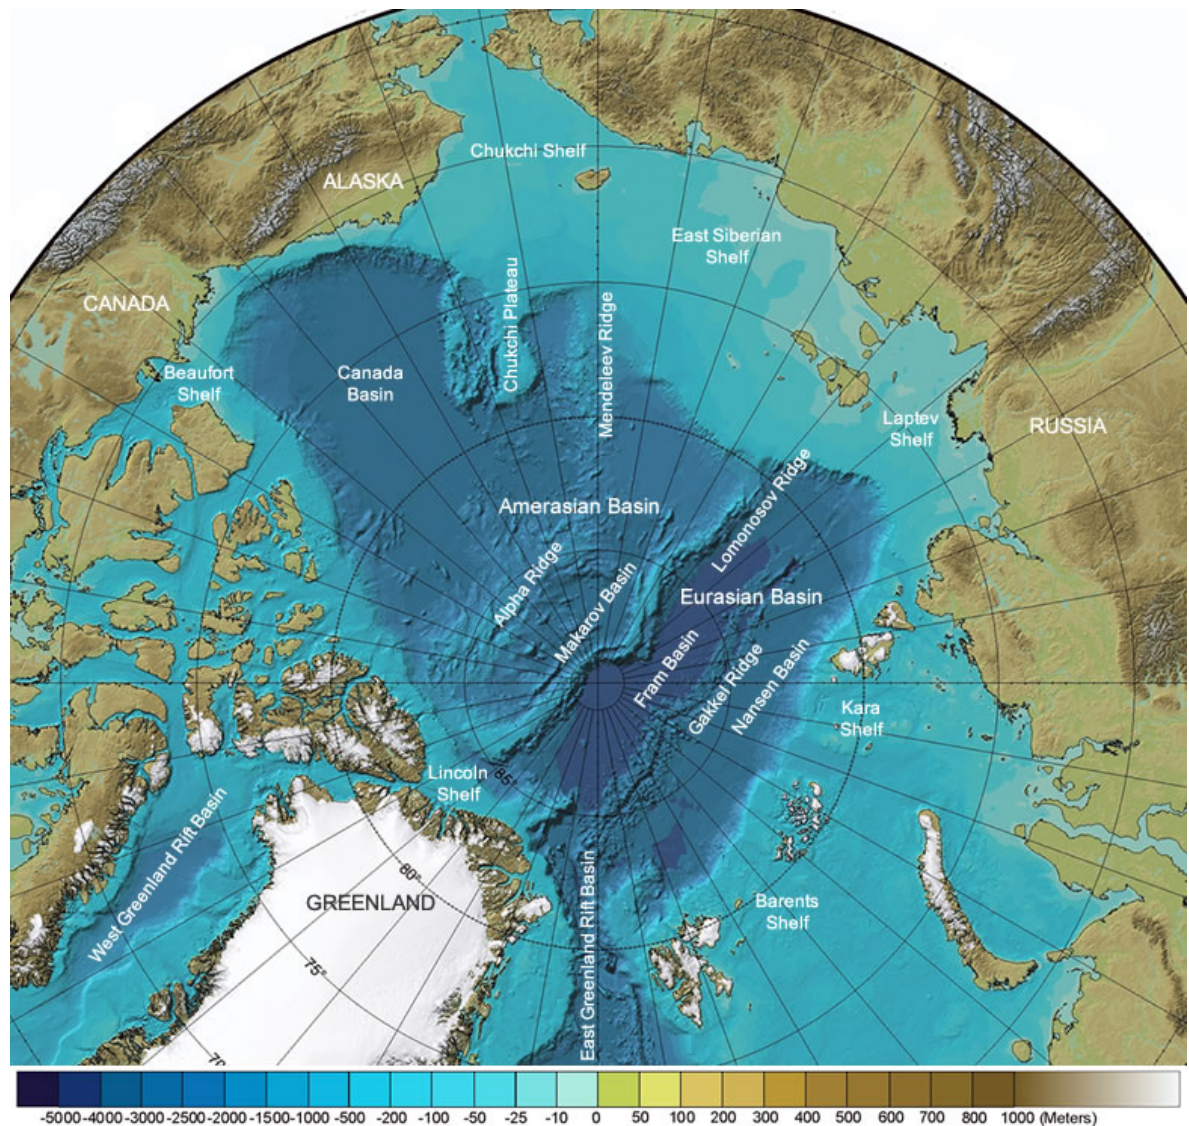 Chukchi Shelf
ALASKA
East Siberian
Shelf
CANADA
Chukchi Plateau
Mendeleev Ridge
Beaufort
Shelf
Canada
Basin
Laptev
Shelf
RUSSIA
Amerasian Basin
Lomonosov Ridge
Alpha Ridge
Makarov Basin
Eurasian Basin
Fram Basin
Gakkel Ridge
Nansen Basin
Kara
Shelf
Lincoln
Shelf
85°
West Greenland Rift Basin
80°
GREENLAND
East Greenland Rift Basin
Barents
Shelf
75°
70
-5000 -4000 -3000 -2500 -2000 -1500 -1000 -500 -200 -100 -50 -25 -10 0 50 100 200 300 400 500 600 700 800 1000 (Meters)